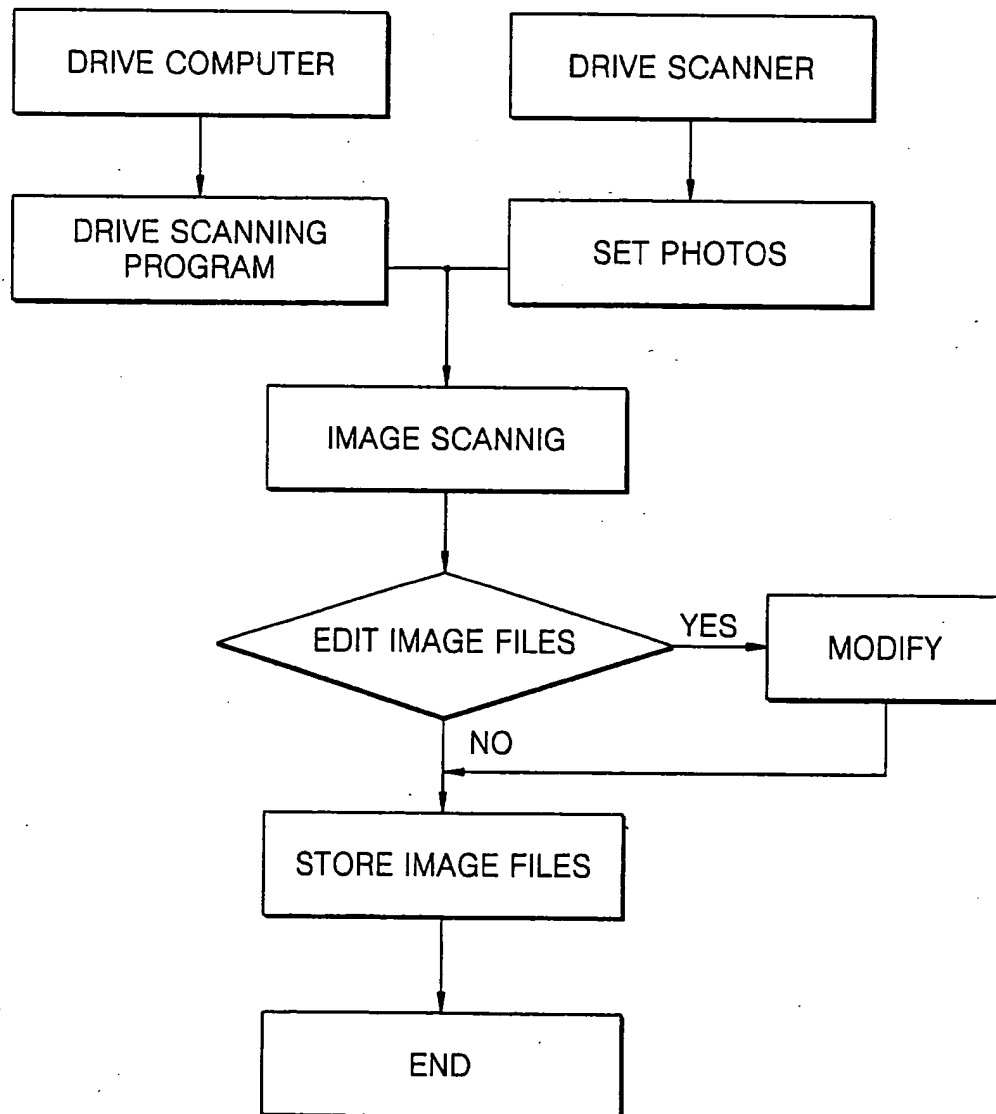 DRIVE COMPUTER
DRIVE SCANNER
DRIVE SCANNING
PROGRAM
SET PHOTOS
IMAGE SCANNIG
EDIT IMAGE FILES
YES
MODIFY
NO
STORE IMAGE FILES
END